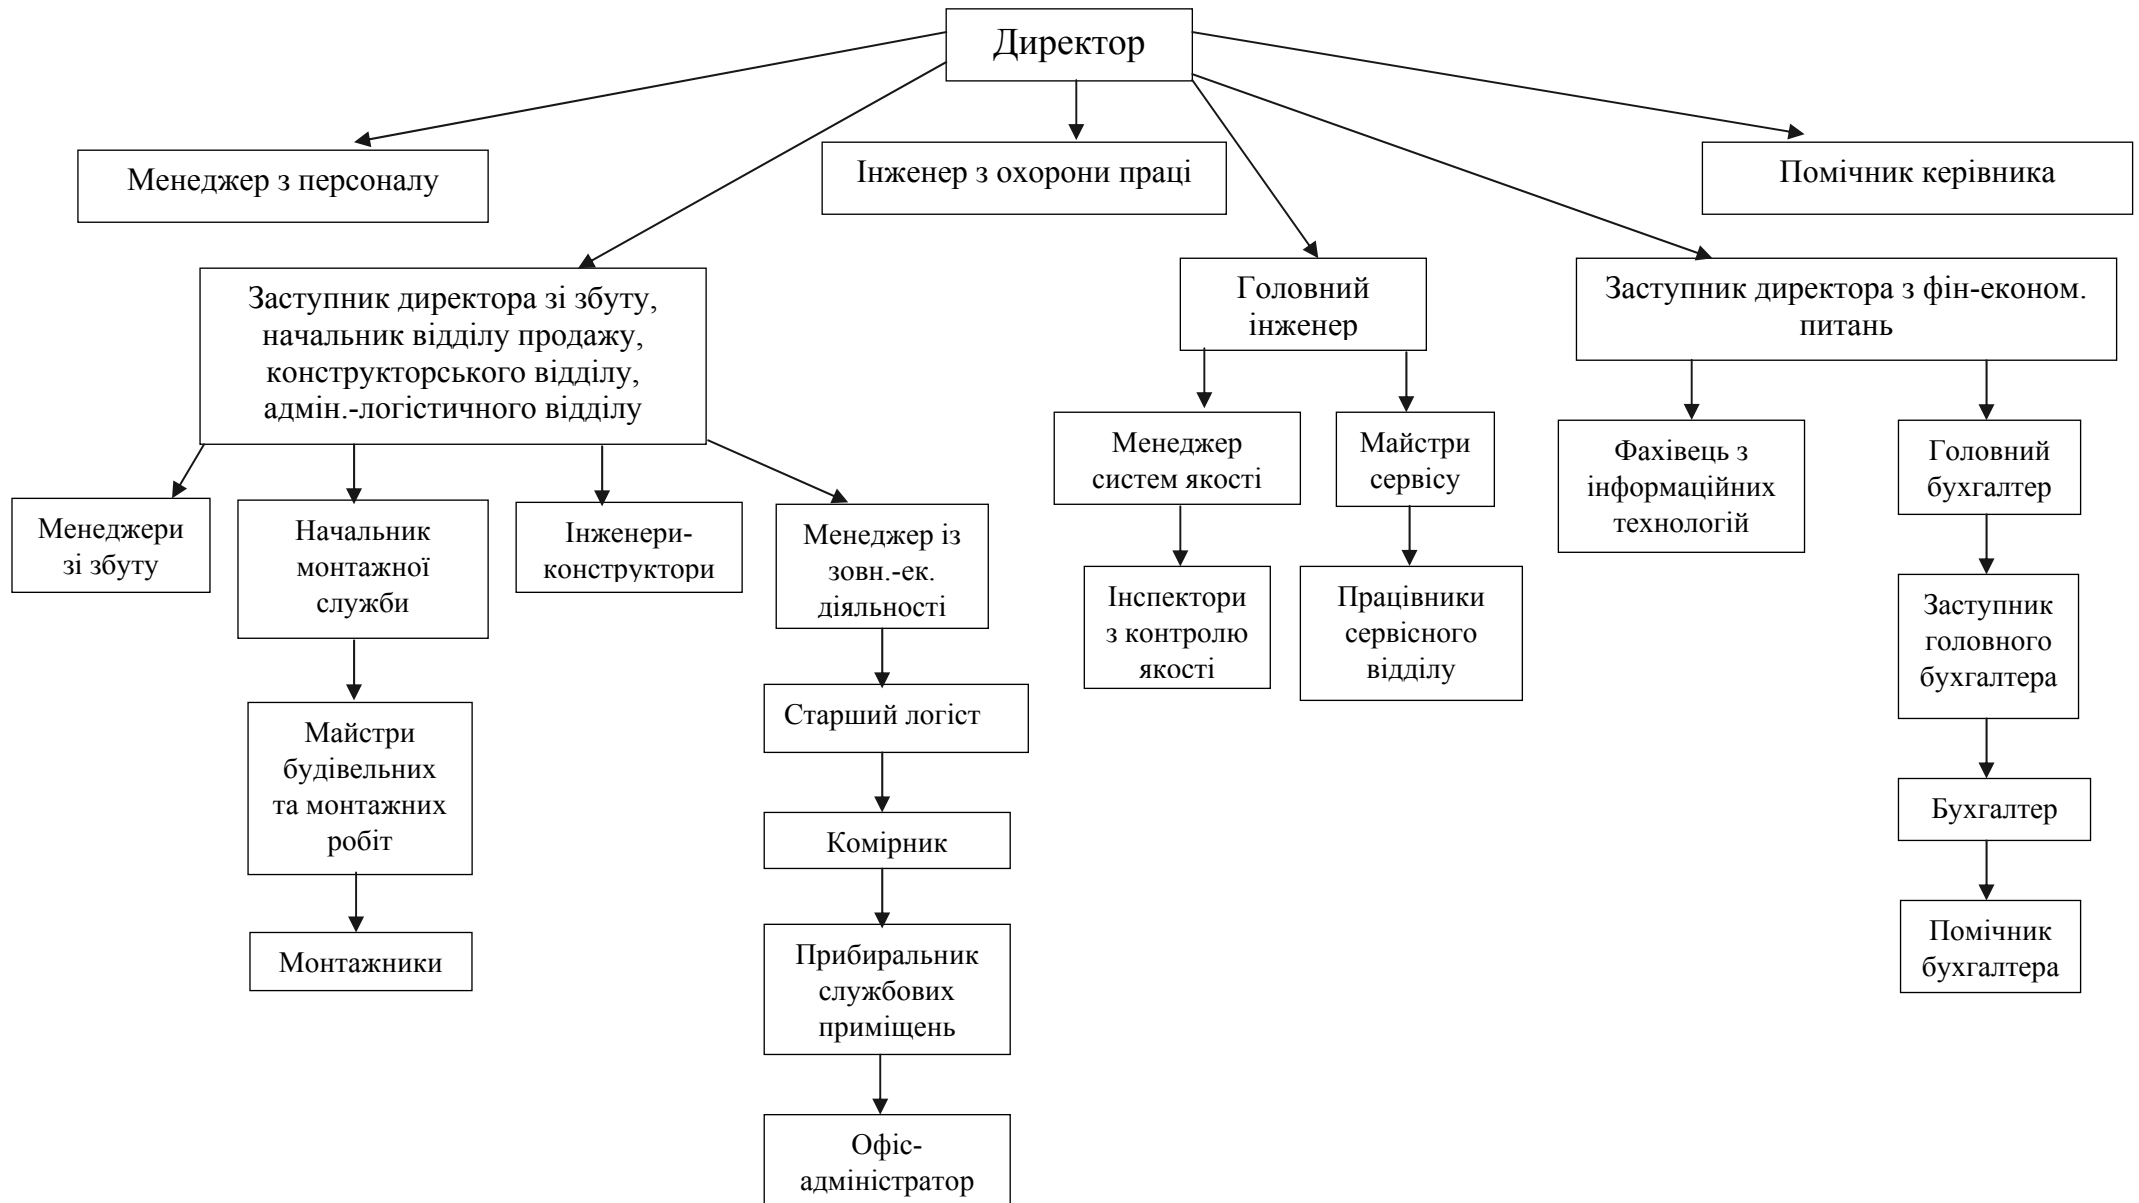 Директор
Менеджер з персоналу
Інженер з охорони праці
Помічник керівника
Заступник директора зі збуту,
начальник відділу продажу,
конструкторського відділу,
адмін.-логістичного відділу
Головний
інженер
Заступник директора з фін-економ.
питань
Менеджери
зі збуту
Начальник
монтажної
служби
Інженери-
конструктори
Менеджер із
зовн.-ек.
діяльності
Менеджер
систем якості
Майстри
сервісу
Фахівець з
інформаційних
технологій
Головний
бухгалтер
Інспектори
з контролю
якості
Працівники
сервісного
відділу
Заступник
головного
бухгалтера
Майстри
будівельних
та монтажних
робіт
Старший логіст
Комірник
Бухгалтер
Монтажники
Прибиральник
службових
приміщень
Помічник
бухгалтера
Офіс-
адміністратор